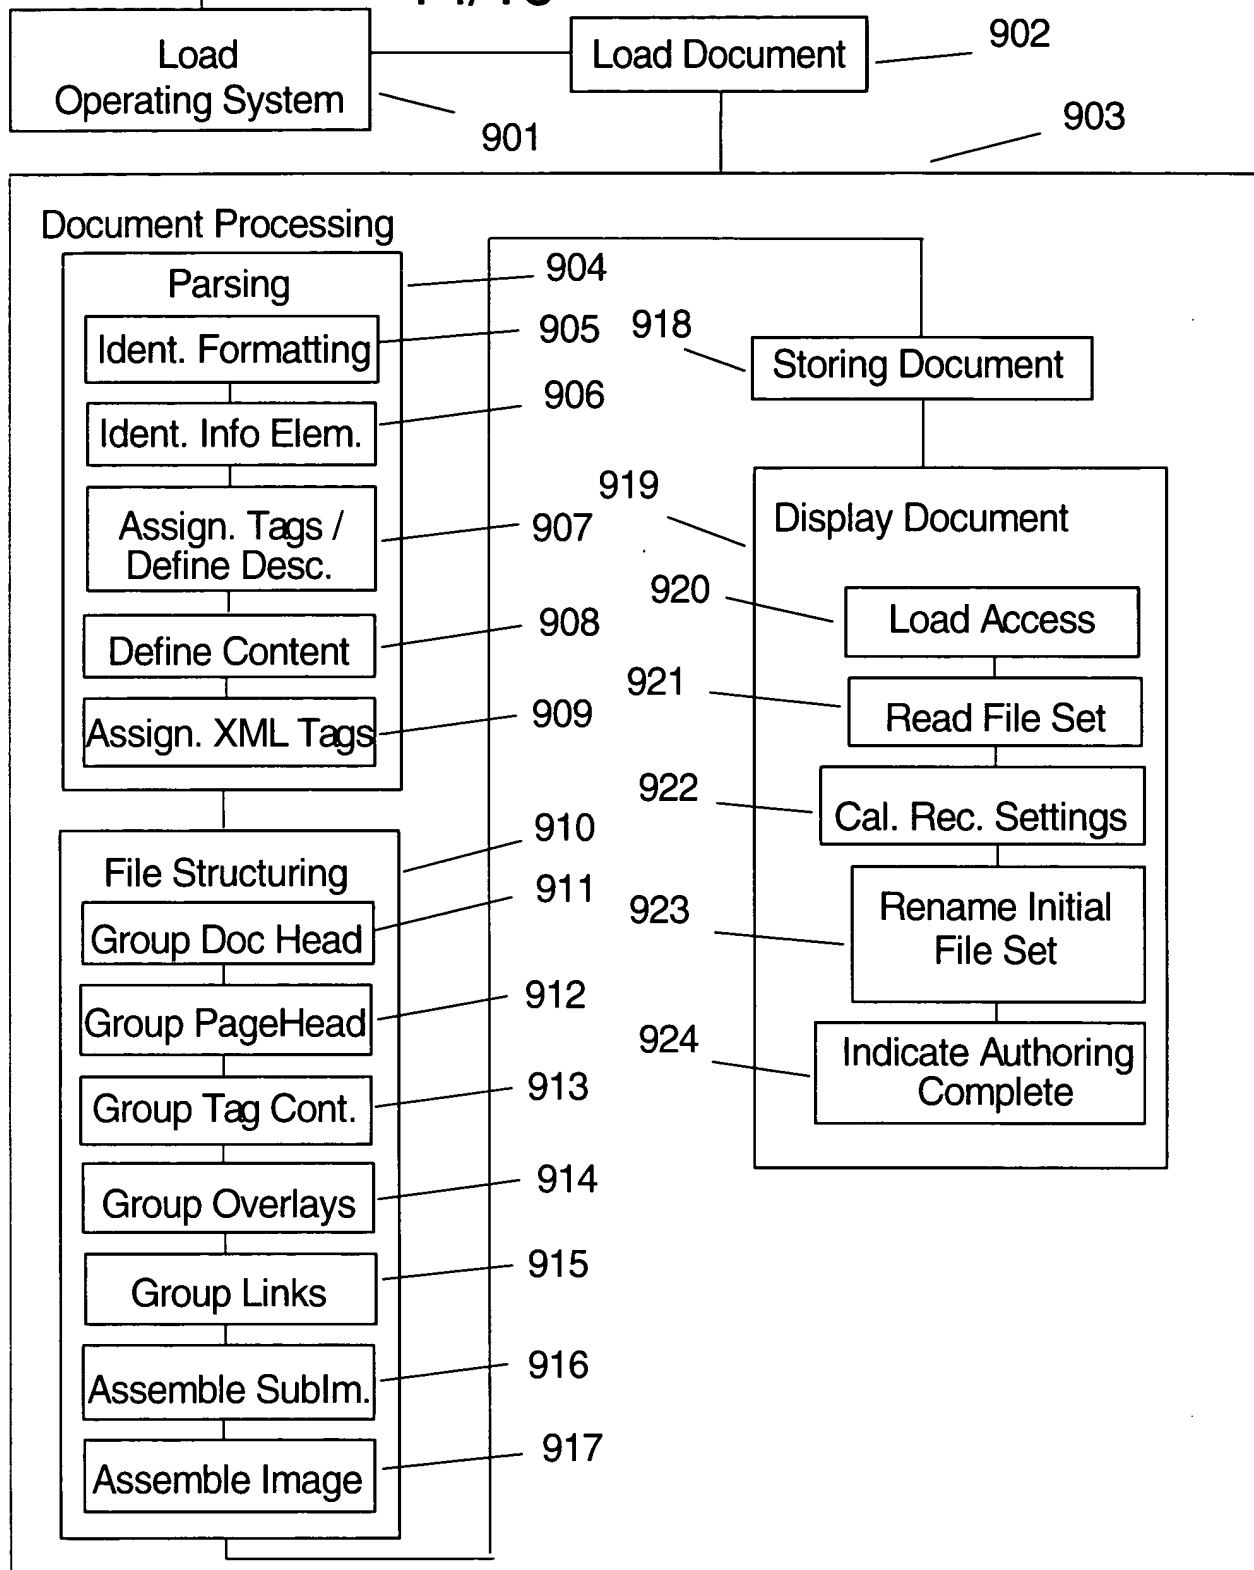 Load
Operating System
901
Load Document
902
903
Document Processing
Parsing
904
Ident. Formatting
905
Ident. Info Elem.
906
Assign. Tags /
Define Desc.
907
Define Content
908
Assign. XML Tags
909
File Structuring
910
Group Doc Head
911
Group PageHead
912
Group Tag Cont.
913
Group Overlays
914
Group Links
915
Assemble SubIm.
916
Assemble Image
917
918
Storing Document
919
Display Document
920
Load Access
921
Read File Set
922
Cal. Rec. Settings
923
Rename Initial
File Set
924
Indicate Authoring
Complete